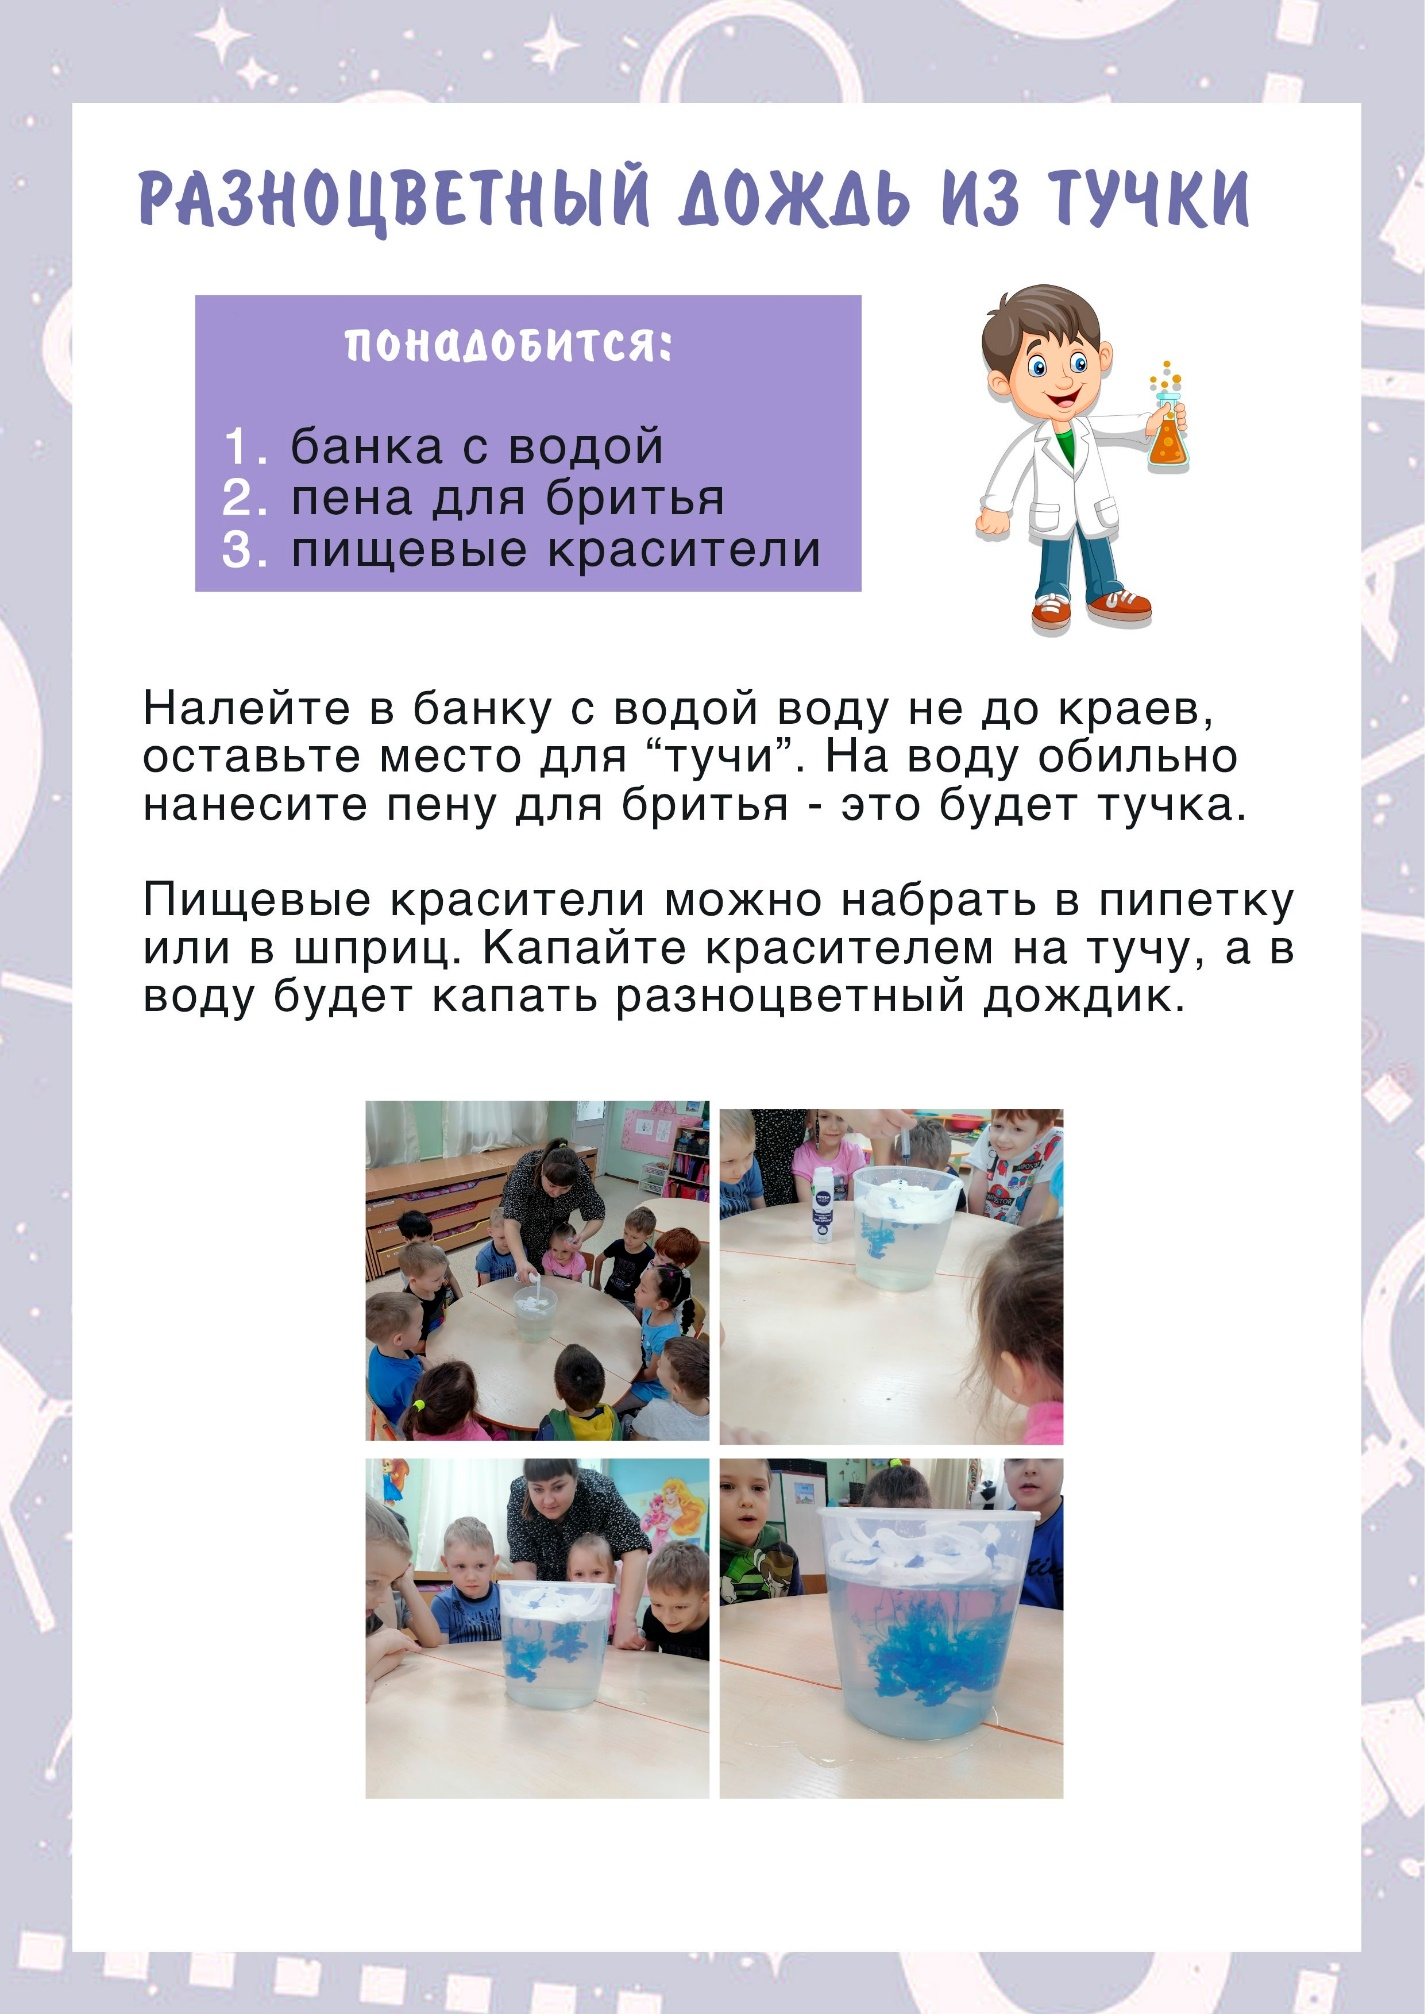 РАЗНОЦВЕТНЫЙ ДОЖДЬ ИЗ ТУЧКИ
ПОНАДОБИТСЯ:
1. банка с водой
2. пена для бритья
3. пищевые красители
Налейте в банку с водой воду не до краев,
оставьте место для “тучи”. На воду обильно
нанесите пену для бритья - это будет тучка.
Пищевые красители можно набрать в пипетку
или в шприц. Капайте красителем на тучу, а в
воду будет капать разноцветный дождик.
NIVEA